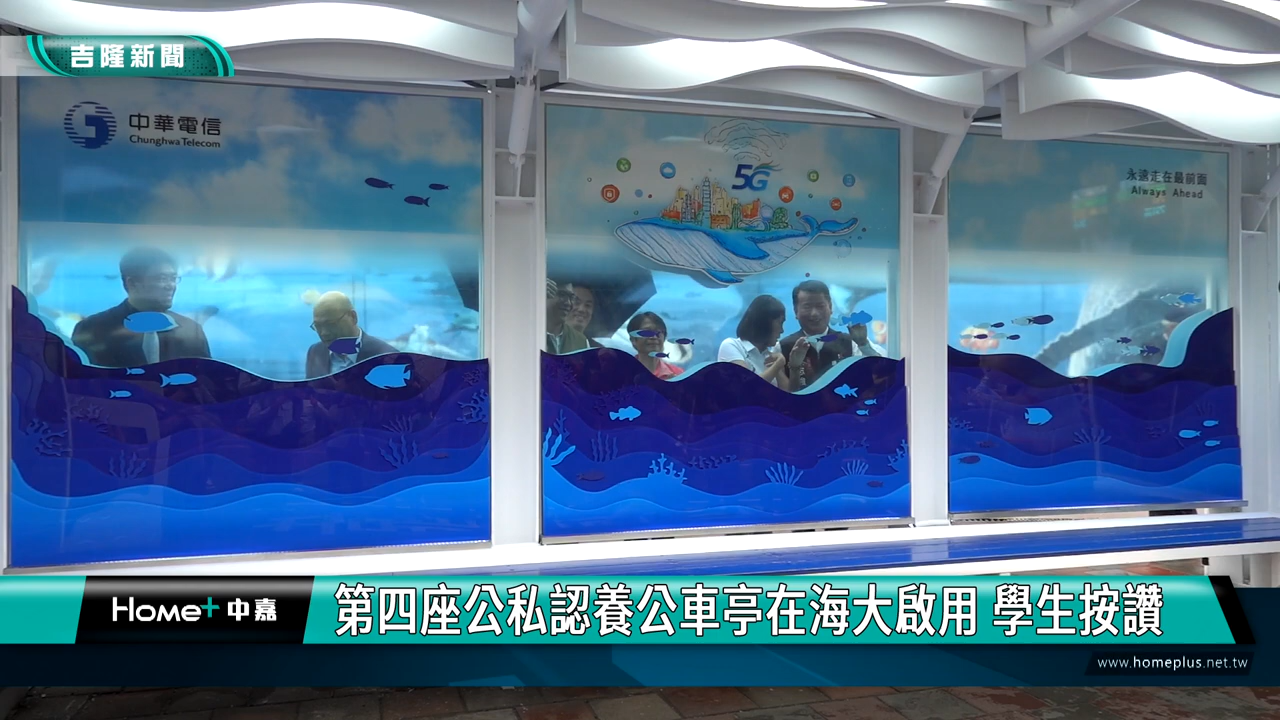 吉隆新聞
中華電信
Chunghwa Telecom
5G
永遠走在最前面
Always Ahead
Home+ 中嘉
第四座公私認養公車亭在海大啟用 學生按讚
www.homeplus.net.tw